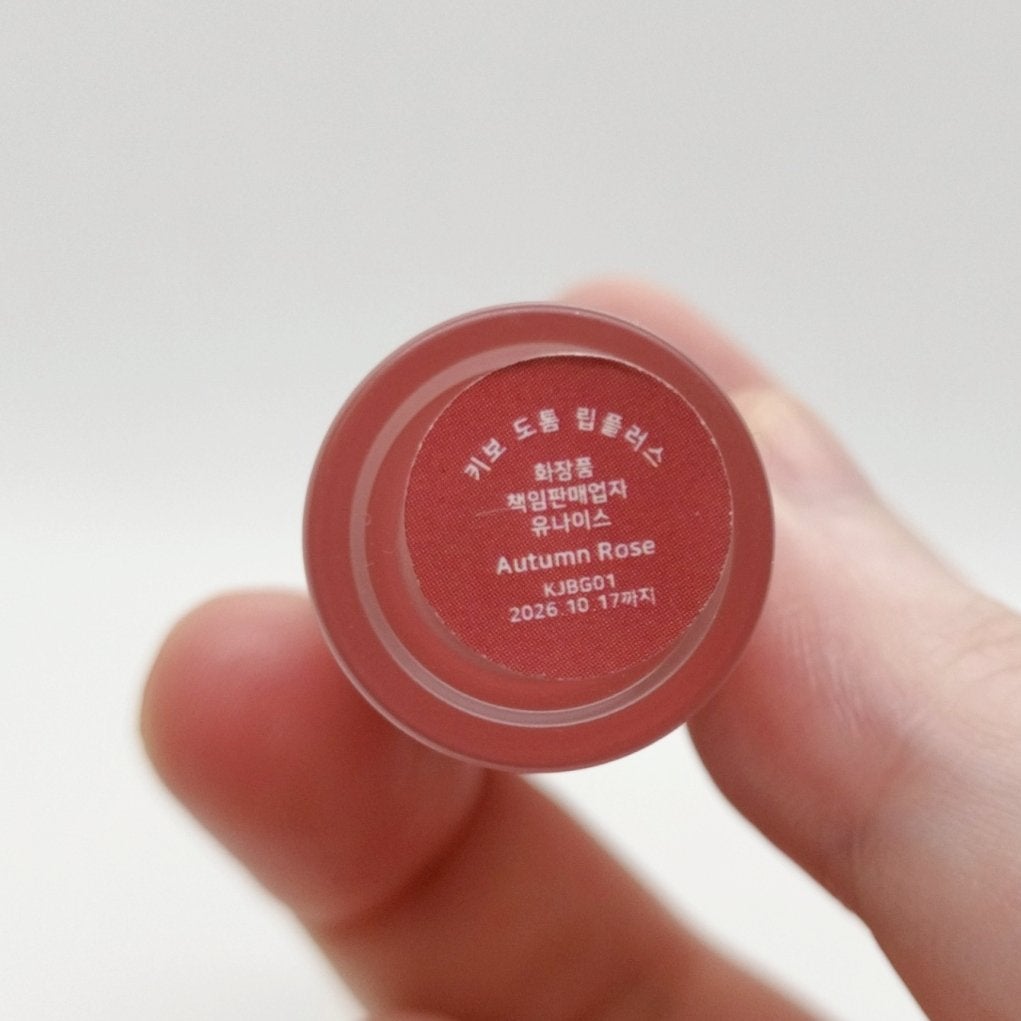 키보 도톰 립플러스
화장품
책임판매업자
유나이스
Autumn Rose
KJBG01
2026.10.17까지